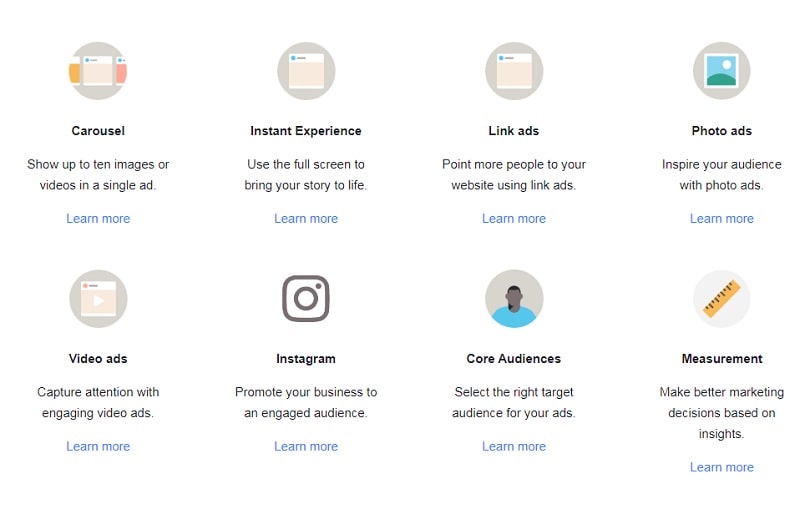 Carousel
Show up to ten images or
videos in a single ad.
Learn more
Instant Experience
Use the full screen to
bring your story to life.
Learn more
Link ads
Point more people to your
website using link ads.
Learn more
Photo ads
Inspire your audience
with photo ads.
Learn more
Video ads
Capture attention with
engaging video ads.
Learn more
Instagram
Promote your business to
an engaged audience.
Learn more
Core Audiences
Select the right target
audience for your ads.
Learn more
Measurement
Make better marketing
decisions based on
insights.
Learn more